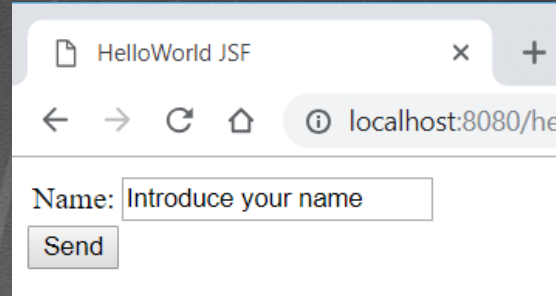 HelloWorld JSF
localhost:8080/he
Name: Introduce your name
Send